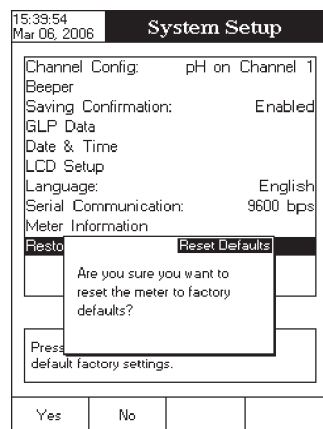 15:39:54
Mar 06, 2006
System Setup
Channel Config: pH on Channel 1
Beeper
Saving Confirmation: Enabled
GLP Data
Date & Time
LCD Setup
Language: English
Serial Communication: 9600 bps
Meter Information
Resto
Reset Defaults
Are you sure you want to
reset the meter to factory
defaults?
Press
default factory settings.
Yes No